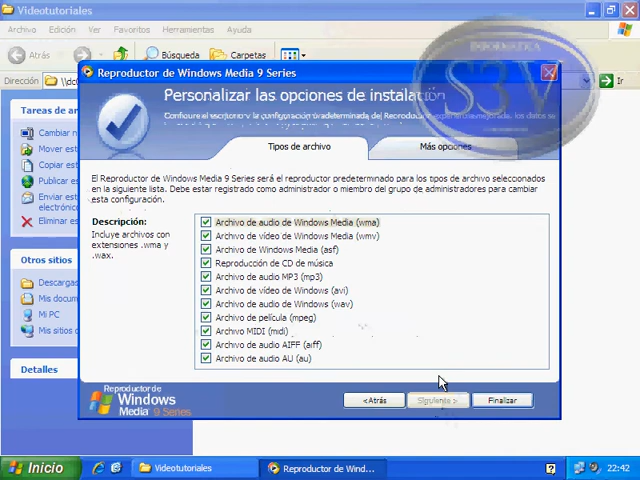 Videotutoriales
Archivo Edición Ver Favoritos Herramientas Ayuda
Atrás Búsqueda Carpetas
Dirección \\dc Ir
Tareas de ar
Cambiar n
Mover este
Copiar este
Publicar es
Enviar este
electrónico
Eliminar es
Otros sitios
Descargas
Mis docum
Mi PC
Mis sitios d
Detalles
Reproductor de Windows Media 9 Series
Personalizar las opciones de instalación
Tipos de archivo
Más opciones
El Reproductor de Windows Media 9 Series será el reproductor predeterminado para los tipos de archivo seleccionados
en la siguiente lista. Debe estar registrado como administrador o miembro del grupo de administradores para cambiar
esta configuración.
Descripción:
Incluye archivos con
extensiones .wma y
.wax.
Archivo de audio de Windows Media (wma)
Archivo de vídeo de Windows Media (wmv)
Archivo de Windows Media (asf)
Reproducción de CD de música
Archivo de audio MP3 (mp3)
Archivo de vídeo de Windows (avi)
Archivo de audio de Windows (wav)
Archivo de película (mpeg)
Archivo MIDI (midi)
Archivo de audio AIFF (aiff)
Archivo de audio AU (au)
Reproductor de
Windows
Media 9 Series
<Atrás
Siguiente >
Finalizar
INFORMATICA
S3V
Inicio
Videotutoriales
Reproductor de Wind...
22:42